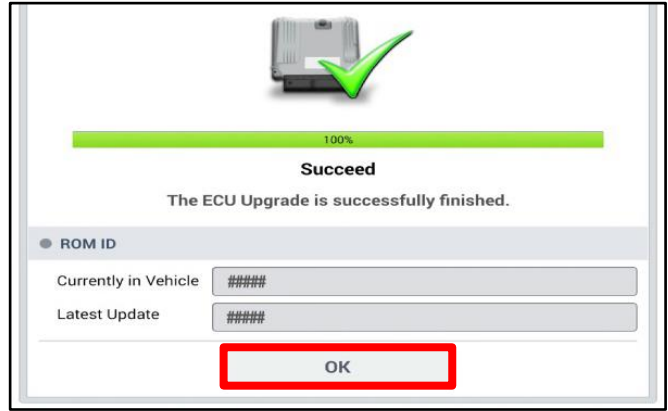 100%
Succeed
The ECU Upgrade is successfully finished.
ROM ID
Currently in Vehicle #####
Latest Update #####
OK